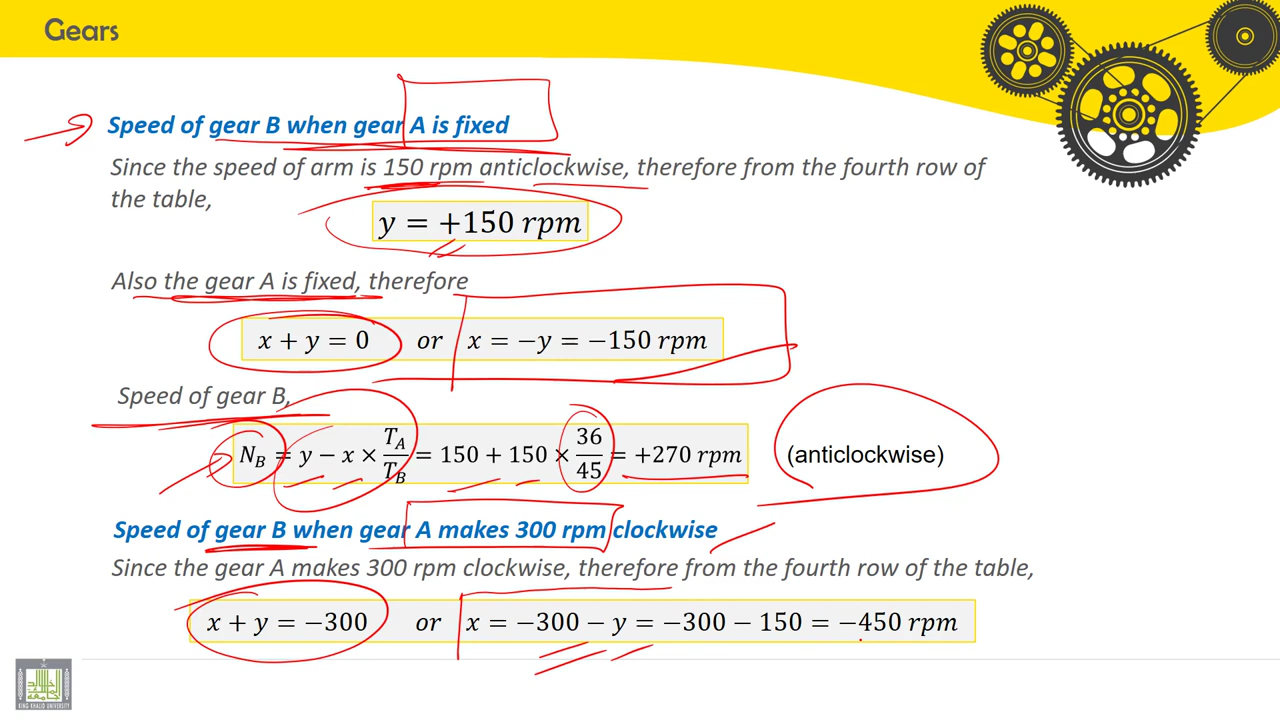 Gears
Speed of gear B when gear A is fixed
Since the speed of arm is 150 rpm anticlockwise, therefore from the fourth row of
the table,
y = +150 rpm
Also the gear A is fixed, therefore
x + y = 0 or x = −y = −150 rpm
Speed of gear B,
N_B = y − x × T_A/T_B = 150 + 150 × 36/45 = +270 rpm (anticlockwise)
Speed of gear B when gear A makes 300 rpm clockwise
Since the gear A makes 300 rpm clockwise, therefore from the fourth row of the table,
x + y = −300 or x = −300 − y = −300 − 150 = −450 rpm
KING KHALID UNIVERSITY